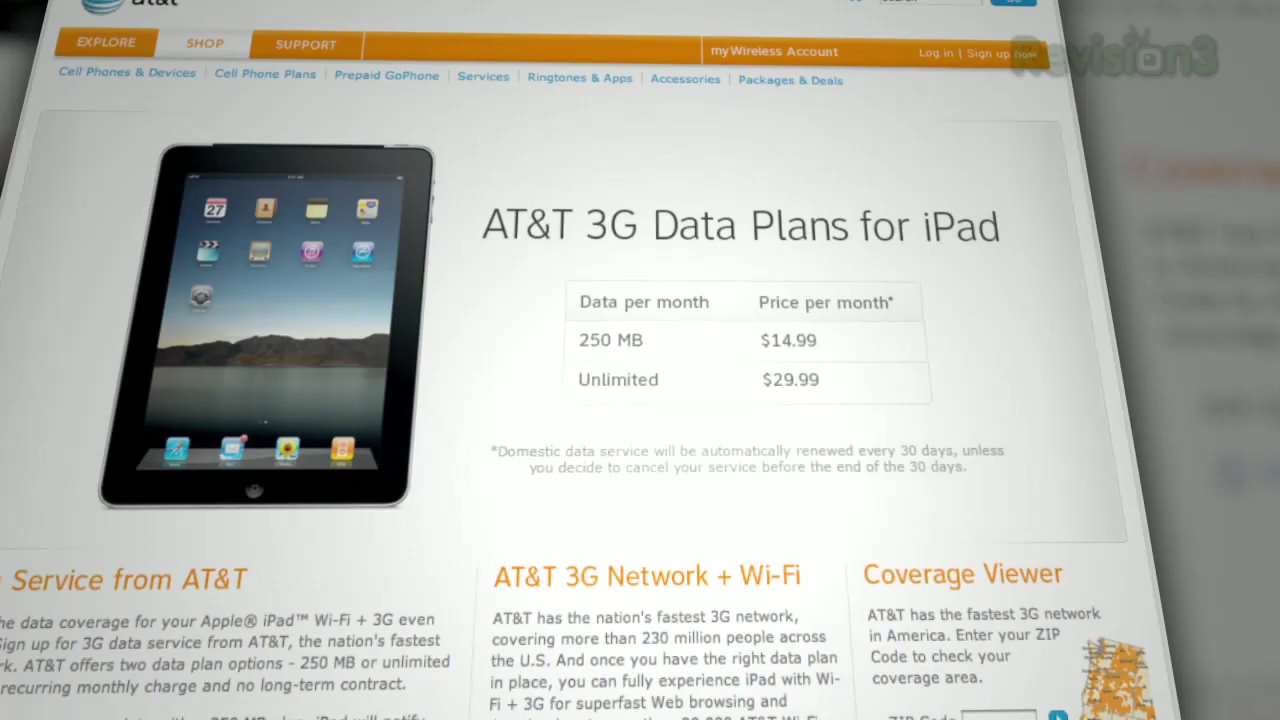 at&t
EXPLORE SHOP SUPPORT myWireless Account Log in | Sign up now
Revision3
Cell Phones & Devices | Cell Phone Plans | Prepaid GoPhone | Services | Ringtones & Apps | Accessories | Packages & Deals
27
AT&T 3G Data Plans for iPad
Data per month Price per month*
250 MB $14.99
Unlimited $29.99
*Domestic data service will be automatically renewed every 30 days, unless
you decide to cancel your service before the end of the 30 days.
Service from AT&T
the data coverage for your Apple® iPad™ Wi-Fi + 3G even
Sign up for 3G data service from AT&T, the nation's fastest
AT&T offers two data plan options - 250 MB or unlimited
recurring monthly charge and no long-term contract.
AT&T 3G Network + Wi-Fi
AT&T has the nation's fastest 3G network,
covering more than 230 million people across
the U.S. And once you have the right data plan
in place, you can fully experience iPad with Wi-
Fi + 3G for superfast Web browsing and
Coverage Viewer
AT&T has the fastest 3G network
in America. Enter your ZIP
Code to check your
coverage area.
ZIP Code